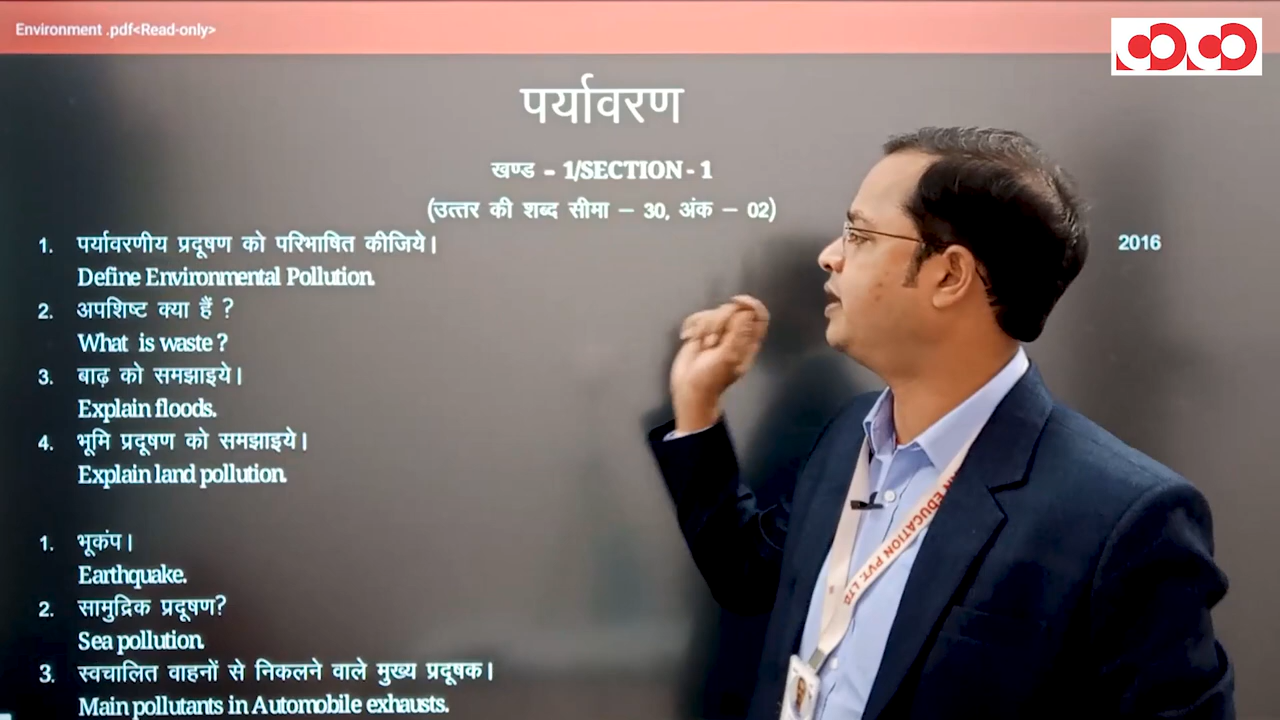 Environment .pdf<Read-only>
पर्यावरण
खण्ड - 1/SECTION - 1
(उत्तर की शब्द सीमा – 30, अंक – 02)
1. पर्यावरणीय प्रदूषण को परिभाषित कीजिये। 2016
Define Environmental Pollution.
2. अपशिष्ट क्या हैं ?
What is waste ?
3. बाढ़ को समझाइये।
Explain floods.
4. भूमि प्रदूषण को समझाइये।
Explain land pollution.
1. भूकंप।
Earthquake.
2. सामुद्रिक प्रदूषण?
Sea pollution.
3. स्वचालित वाहनों से निकलने वाले मुख्य प्रदूषक।
Main pollutants in Automobile exhausts.
EDUCATION PVT. LTD